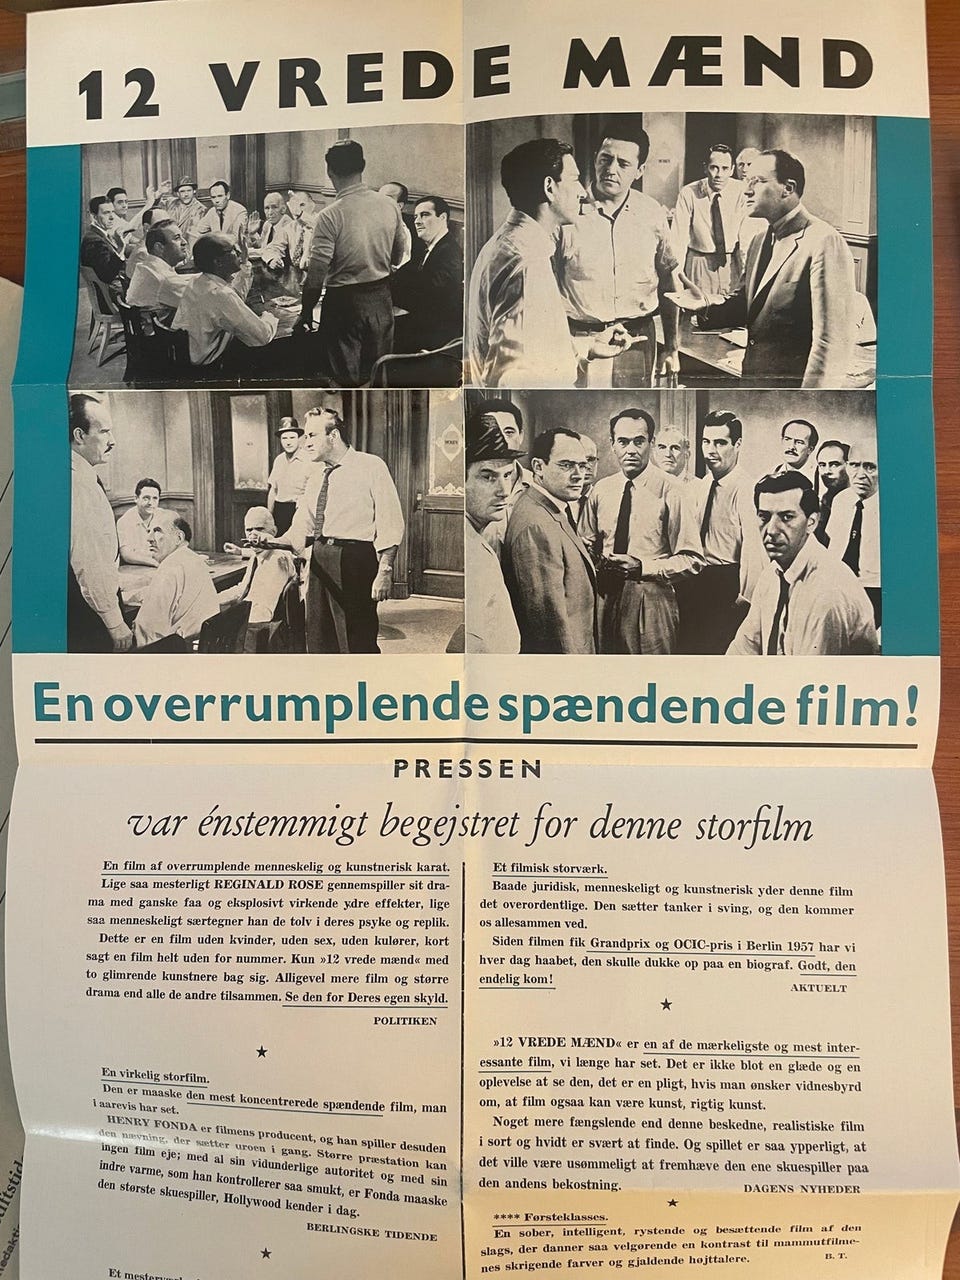 12 VREDE MÆND
En overrumplende spændende film!
PRESSEN
var énstemmigt begejstret for denne storfilm
En film af overrumplende menneskelig og kunstnerisk karat.
Lige saa mesterligt REGINALD ROSE gennemspiller sit dra-
ma med ganske faa og eksplosivt virkende ydre effekter, lige
saa menneskeligt særtegner han de tolv i deres psyke og replik.
Dette er en film uden kvinder, uden sex, uden kulører, kort
sagt en film helt uden for nummer. Kun »12 vrede mænd« med
to glimrende kunstnere bag sig. Alligevel mere film og større
drama end alle de andre tilsammen. Se den for Deres egen skyld.
POLITIKEN
★
En virkelig storfilm.
Den er maaske den mest koncentrerede spændende film, man
i aarevis har set.
HENRY FONDA er filmens producent, og han spiller desuden
den nævning, der sætter uroen i gang. Større præstation kan
ingen film eje; med al sin vidunderlige autoritet og med sin
indre varme, som han kontrollerer saa smukt, er Fonda maaske
den største skuespiller, Hollywood kender i dag.
BERLINGSKE TIDENDE
★
Et
Et filmisk storværk.
Baade juridisk, menneskeligt og kunstnerisk yder denne film
det overordentlige. Den sætter tanker i sving, og den kommer
os allesammen ved.
Siden filmen fik Grandprix og OCIC-pris i Berlin 1957 har vi
hver dag haabet, den skulle dukke op paa en biograf. Godt, den
endelig kom!
AKTUELT
★
»12 VREDE MÆND« er en af de mærkeligste og mest inter-
essante film, vi længe har set. Det er ikke blot en glæde og en
oplevelse at se den, det er en pligt, hvis man ønsker vidnesbyrd
om, at film ogsaa kan være kunst, rigtig kunst.
Noget mere fængslende end denne beskedne, realistiske film
i sort og hvidt er svært at finde. Og spillet er saa ypperligt, at
det ville være usømmeligt at fremhæve den ene skuespiller paa
den andens bekostning.
DAGENS NYHEDER
★
**** Førsteklasses.
En sober, intelligent, rystende og besættende film af den
slags, der danner saa velgørende en kontrast til mammutfilme-
nes skrigende farver og gjaldende højttalere.
B. T.